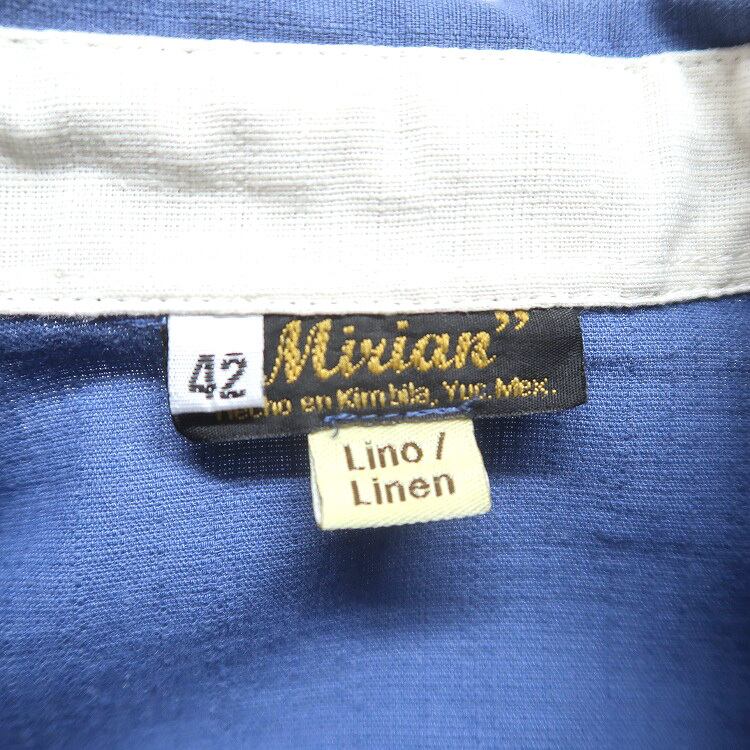 42
Mirian”
Hecho en Kimbila, Yuc. Mex.
Lino /
Linen